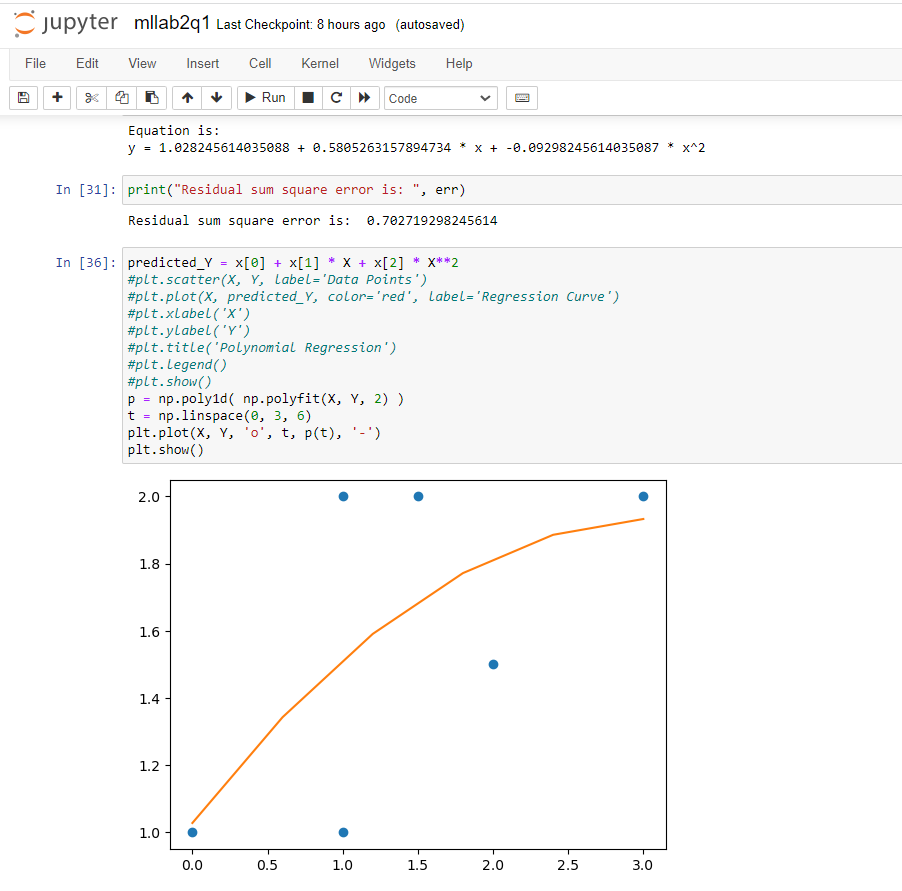 jupyter mllab2q1 Last Checkpoint: 8 hours ago (autosaved)
File Edit View Insert Cell Kernel Widgets Help
Run Code
Equation is:
y = 1.028245614035088 + 0.5805263157894734 * x + -0.09298245614035087 * x^2
In [31]: print("Residual sum square error is: ", err)
Residual sum square error is:  0.702719298245614
In [36]: predicted_Y = x[0] + x[1] * X + x[2] * X**2
#plt.scatter(X, Y, label='Data Points')
#plt.plot(X, predicted_Y, color='red', label='Regression Curve')
#plt.xlabel('X')
#plt.ylabel('Y')
#plt.title('Polynomial Regression')
#plt.legend()
#plt.show()
p = np.poly1d( np.polyfit(X, Y, 2) )
t = np.linspace(0, 3, 6)
plt.plot(X, Y, 'o', t, p(t), '-')
plt.show()
2.0
1.8
1.6
1.4
1.2
1.0
0.0 0.5 1.0 1.5 2.0 2.5 3.0